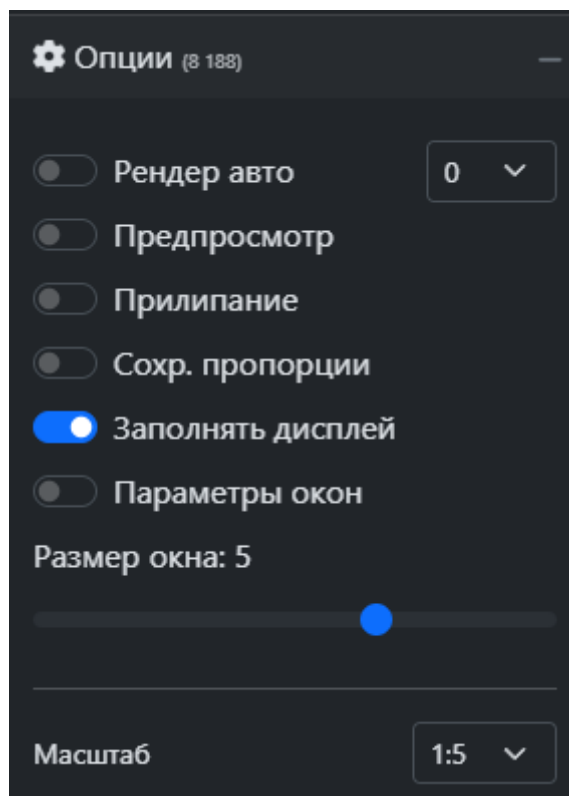 Опции (8 188)
Рендер авто 0
Предпросмотр
Прилипание
Сохр. пропорции
Заполнять дисплей
Параметры окон
Размер окна: 5
Масштаб 1:5